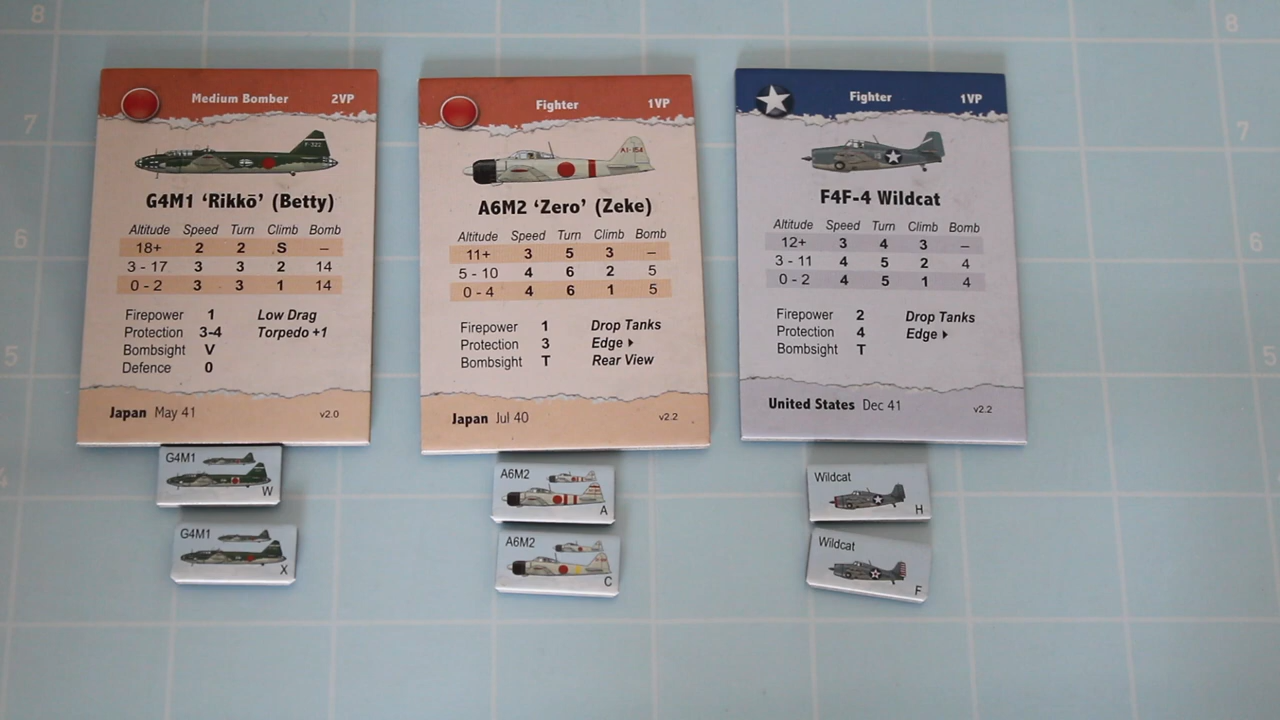 8
8
7
7
6
6
5
5
4
Medium Bomber 2VP
F-322
G4M1 ‘Rikkō’ (Betty)
Altitude Speed Turn Climb Bomb
18+ 2 2 S –
3 - 17 3 3 2 14
0 - 2 3 3 1 14
Firepower 1 Low Drag
Protection 3-4 Torpedo +1
Bombsight V
Defence 0
Japan May 41 v2.0
Fighter 1VP
A1-154
A6M2 ‘Zero’ (Zeke)
Altitude Speed Turn Climb Bomb
11+ 3 5 3 –
5 - 10 4 6 2 5
0 - 4 4 6 1 5
Firepower 1 Drop Tanks
Protection 3 Edge
Bombsight T Rear View
Japan Jul 40 v2.2
Fighter 1VP
F4F-4 Wildcat
Altitude Speed Turn Climb Bomb
12+ 3 4 3 –
3 - 11 4 5 2 4
0 - 2 4 5 1 4
Firepower 2 Drop Tanks
Protection 4 Edge
Bombsight T
United States Dec 41 v2.2
G4M1
W
G4M1
X
A6M2
A
A6M2
C
Wildcat
H
Wildcat
F